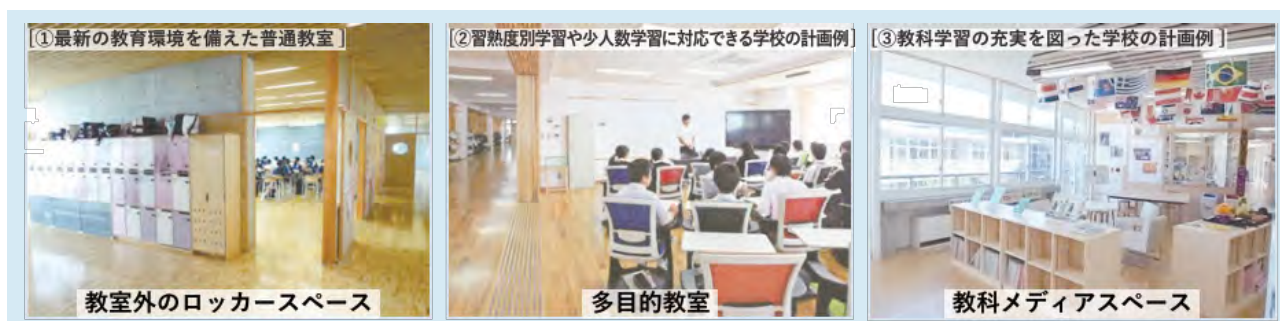 [①最新の教育環境を備えた普通教室]
教室外のロッカースペース
[②習熟度別学習や少人数学習に対応できる学校の計画例]
多目的教室
[③教科学習の充実を図った学校の計画例]
教科メディアスペース